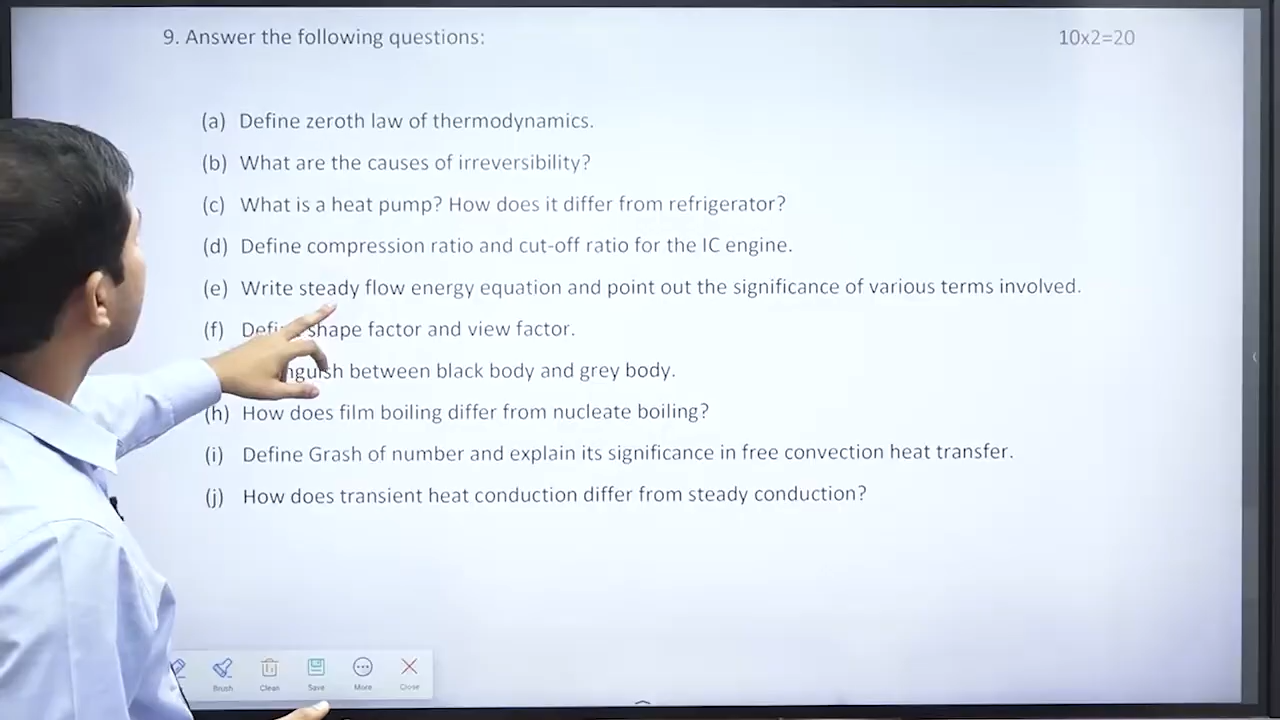 9. Answer the following questions: 10x2=20
(a) Define zeroth law of thermodynamics.
(b) What are the causes of irreversibility?
(c) What is a heat pump? How does it differ from refrigerator?
(d) Define compression ratio and cut-off ratio for the IC engine.
(e) Write steady flow energy equation and point out the significance of various terms involved.
(f) shape factor and view factor.
between black body and grey body.
(h) How does film boiling differ from nucleate boiling?
(i) Define Grash of number and explain its significance in free convection heat transfer.
(j) How does transient heat conduction differ from steady conduction?
Brush Clean Save More Close